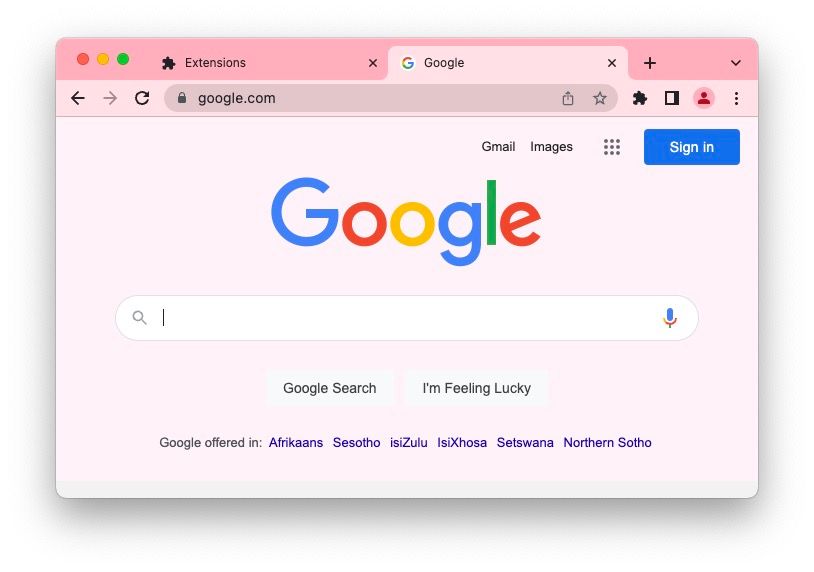 Extensions
Google
google.com
Gmail Images
Sign in
Google
Google Search
I'm Feeling Lucky
Google offered in: Afrikaans Sesotho isiZulu IsiXhosa Setswana Northern Sotho